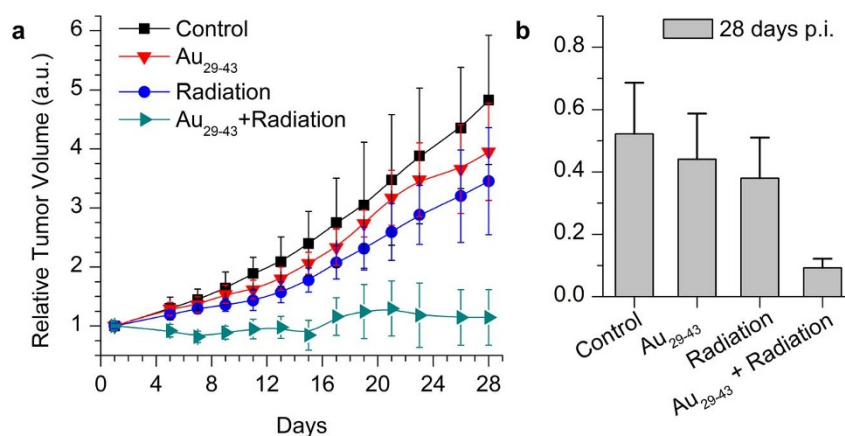 a
Relative Tumor Volume (a.u.)
6
5
4
3
2
1
Control
Au29-43
Radiation
Au29-43+Radiation
0 4 8 12 16 20 24 28
Days
b
28 days p.i.
0.8
0.6
0.4
0.2
0.0
Control
Au29-43
Radiation
Au29-43 + Radiation